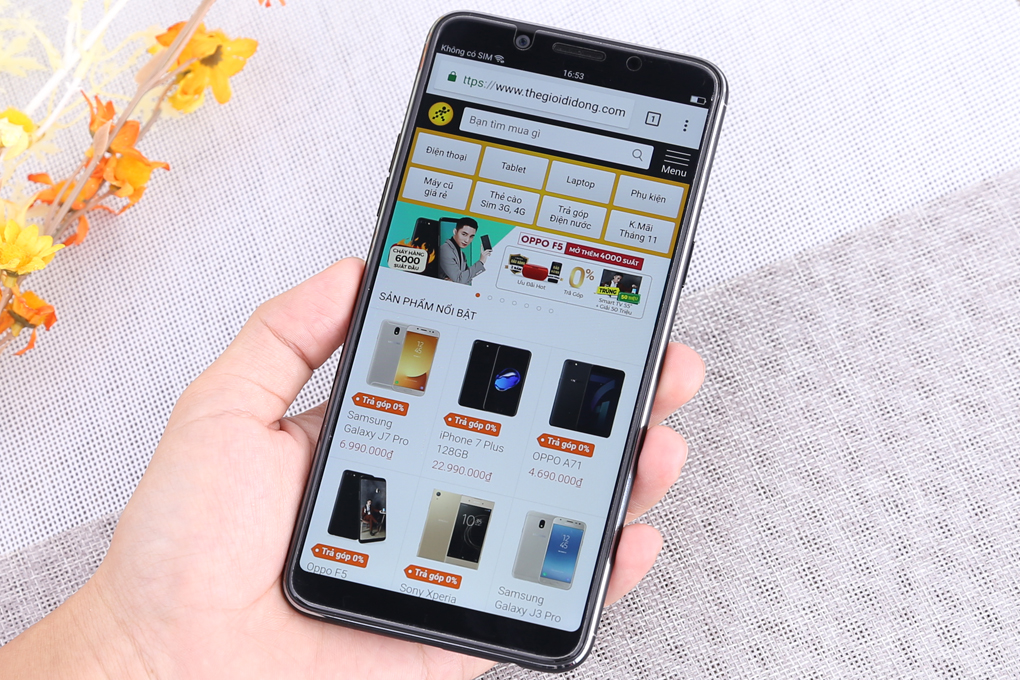 Không có SIM
16:53
ttps://www.thegioididong.com
1
Bạn tìm mua gì
Menu
Điện thoại
Tablet
Laptop
Phụ kiện
Máy cũ
giá rẻ
Thẻ cào
Sim 3G, 4G
Trả góp
Điện nước
K.Mãi
Tháng 11
CHÁY HÀNG
6000
SUẤT ĐẦU
OPPO F5 MỞ THÊM 4000 SUẤT
Ưu Đãi Hot
0%
Trả Góp
TRÚNG
Smart TV 55"
+ Giải 50 Triệu
SẢN PHẨM NỔI BẬT
Trả góp 0%
Samsung
Galaxy J7 Pro
6.990.000₫
Trả góp 0%
iPhone 7 Plus
128GB
22.990.000₫
Trả góp 0%
OPPO A71
4.690.000₫
Trả góp 0%
Oppo F5
Trả góp 0%
Sony Xperia
12
45
Samsung
Galaxy J3 Pro